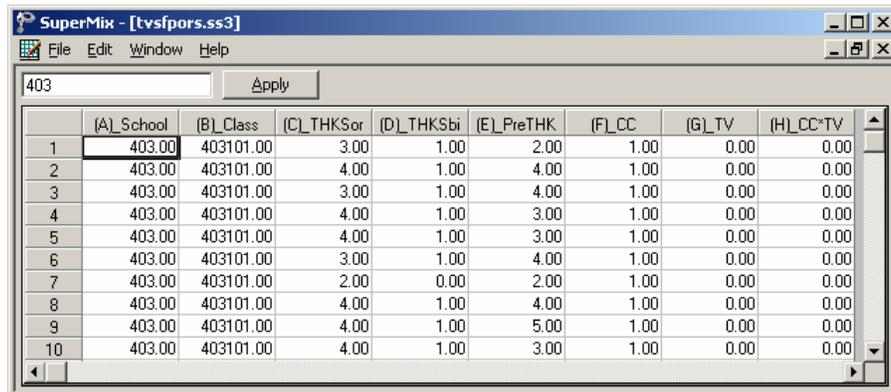 SuperMix - [tvsfpors.ss3]
File Edit Window Help
403 Apply
(A)_School (B)_Class (C)_THKSor (D)_THKSbi (E)_PreTHK (F)_CC (G)_TV (H)_CC*TV
1 403.00 403101.00 3.00 1.00 2.00 1.00 0.00 0.00
2 403.00 403101.00 4.00 1.00 4.00 1.00 0.00 0.00
3 403.00 403101.00 3.00 1.00 4.00 1.00 0.00 0.00
4 403.00 403101.00 4.00 1.00 3.00 1.00 0.00 0.00
5 403.00 403101.00 4.00 1.00 3.00 1.00 0.00 0.00
6 403.00 403101.00 3.00 1.00 4.00 1.00 0.00 0.00
7 403.00 403101.00 2.00 0.00 2.00 1.00 0.00 0.00
8 403.00 403101.00 4.00 1.00 4.00 1.00 0.00 0.00
9 403.00 403101.00 4.00 1.00 5.00 1.00 0.00 0.00
10 403.00 403101.00 4.00 1.00 3.00 1.00 0.00 0.00